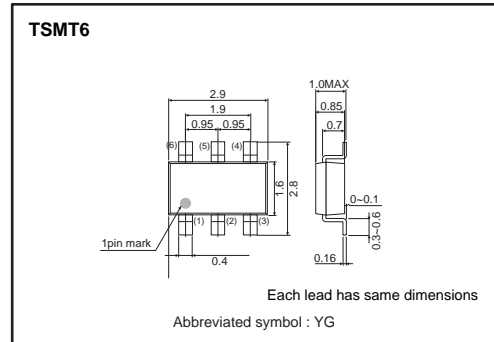 TSMT6
1.0MAX
2.9
0.85
1.9
0.7
0.95 0.95
(6) (5) (4)
1.6
2.8
0~0.1
(1) (2) (3)
0.3~0.6
1pin mark
0.16
0.4
Each lead has same dimensions
Abbreviated symbol : YG